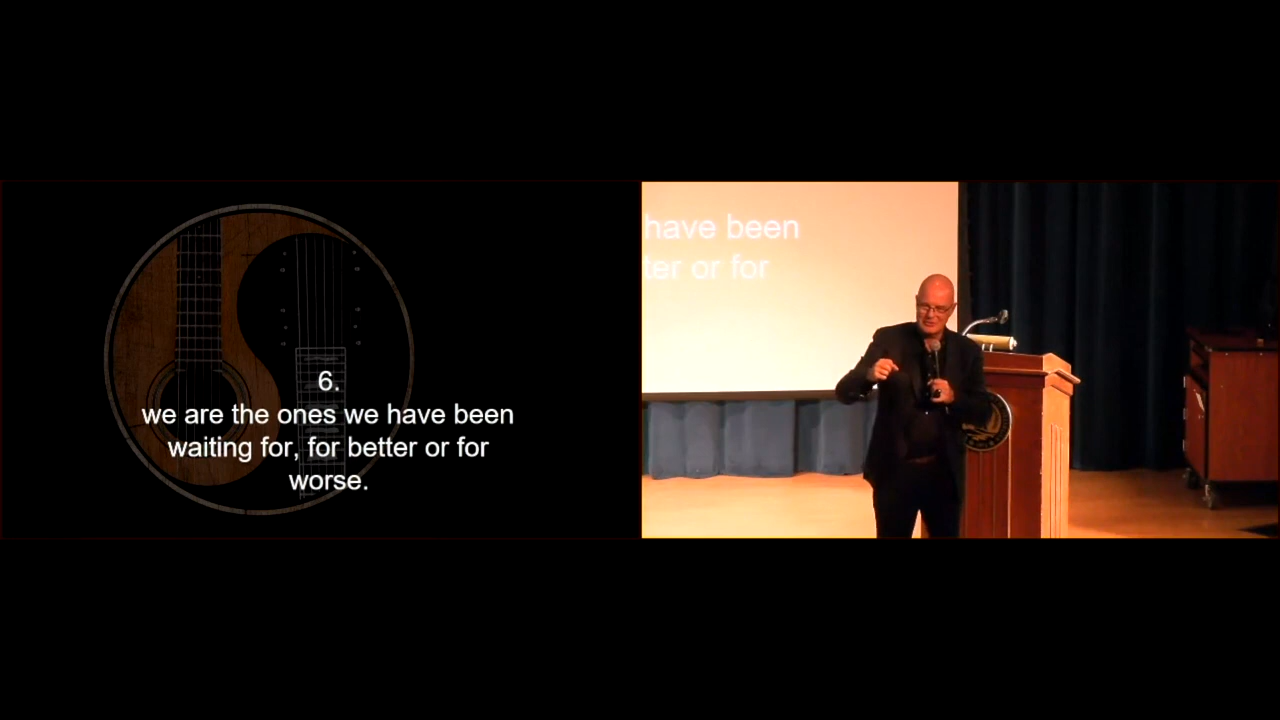 6.
we are the ones we have been
waiting for, for better or for
worse.
have been
ter or for